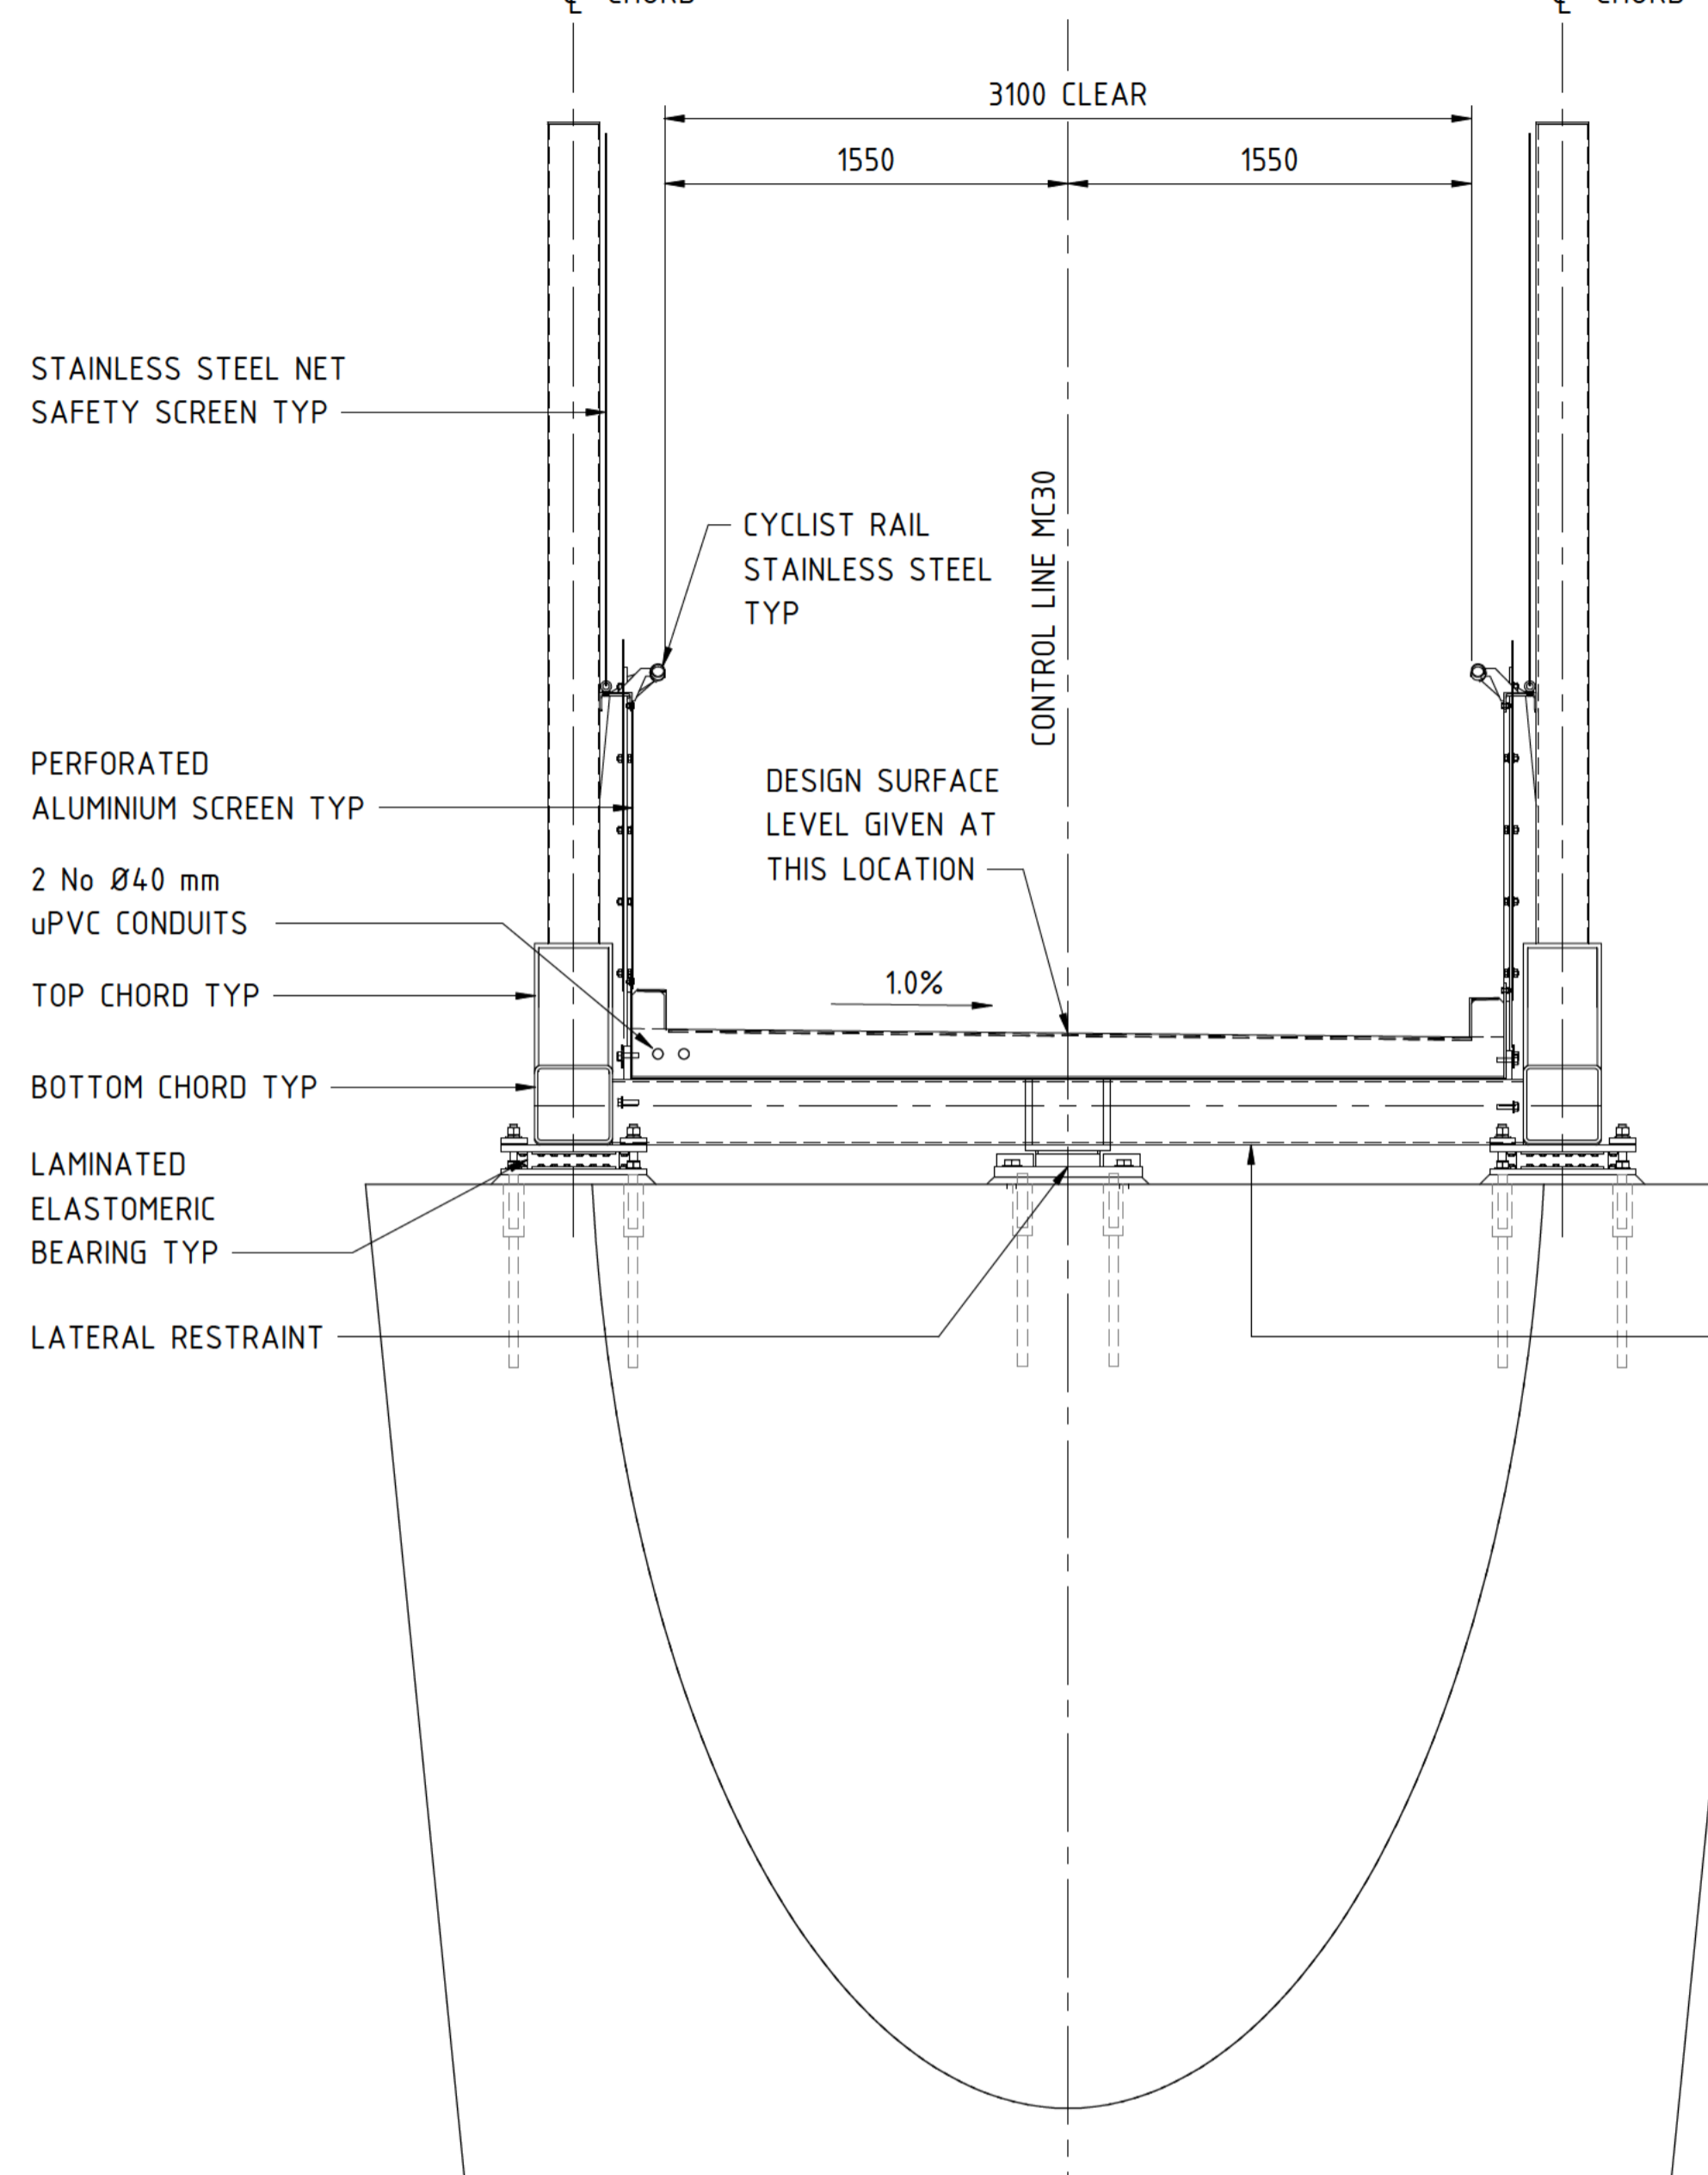 ℄ CHORD
℄ CHORD
3100 CLEAR
1550
1550
STAINLESS STEEL NET
SAFETY SCREEN TYP
CYCLIST RAIL
STAINLESS STEEL
TYP
CONTROL LINE MC30
PERFORATED
ALUMINIUM SCREEN TYP
DESIGN SURFACE
LEVEL GIVEN AT
THIS LOCATION
2 No Ø40 mm
uPVC CONDUITS
1.0%
TOP CHORD TYP
BOTTOM CHORD TYP
LAMINATED
ELASTOMERIC
BEARING TYP
LATERAL RESTRAINT